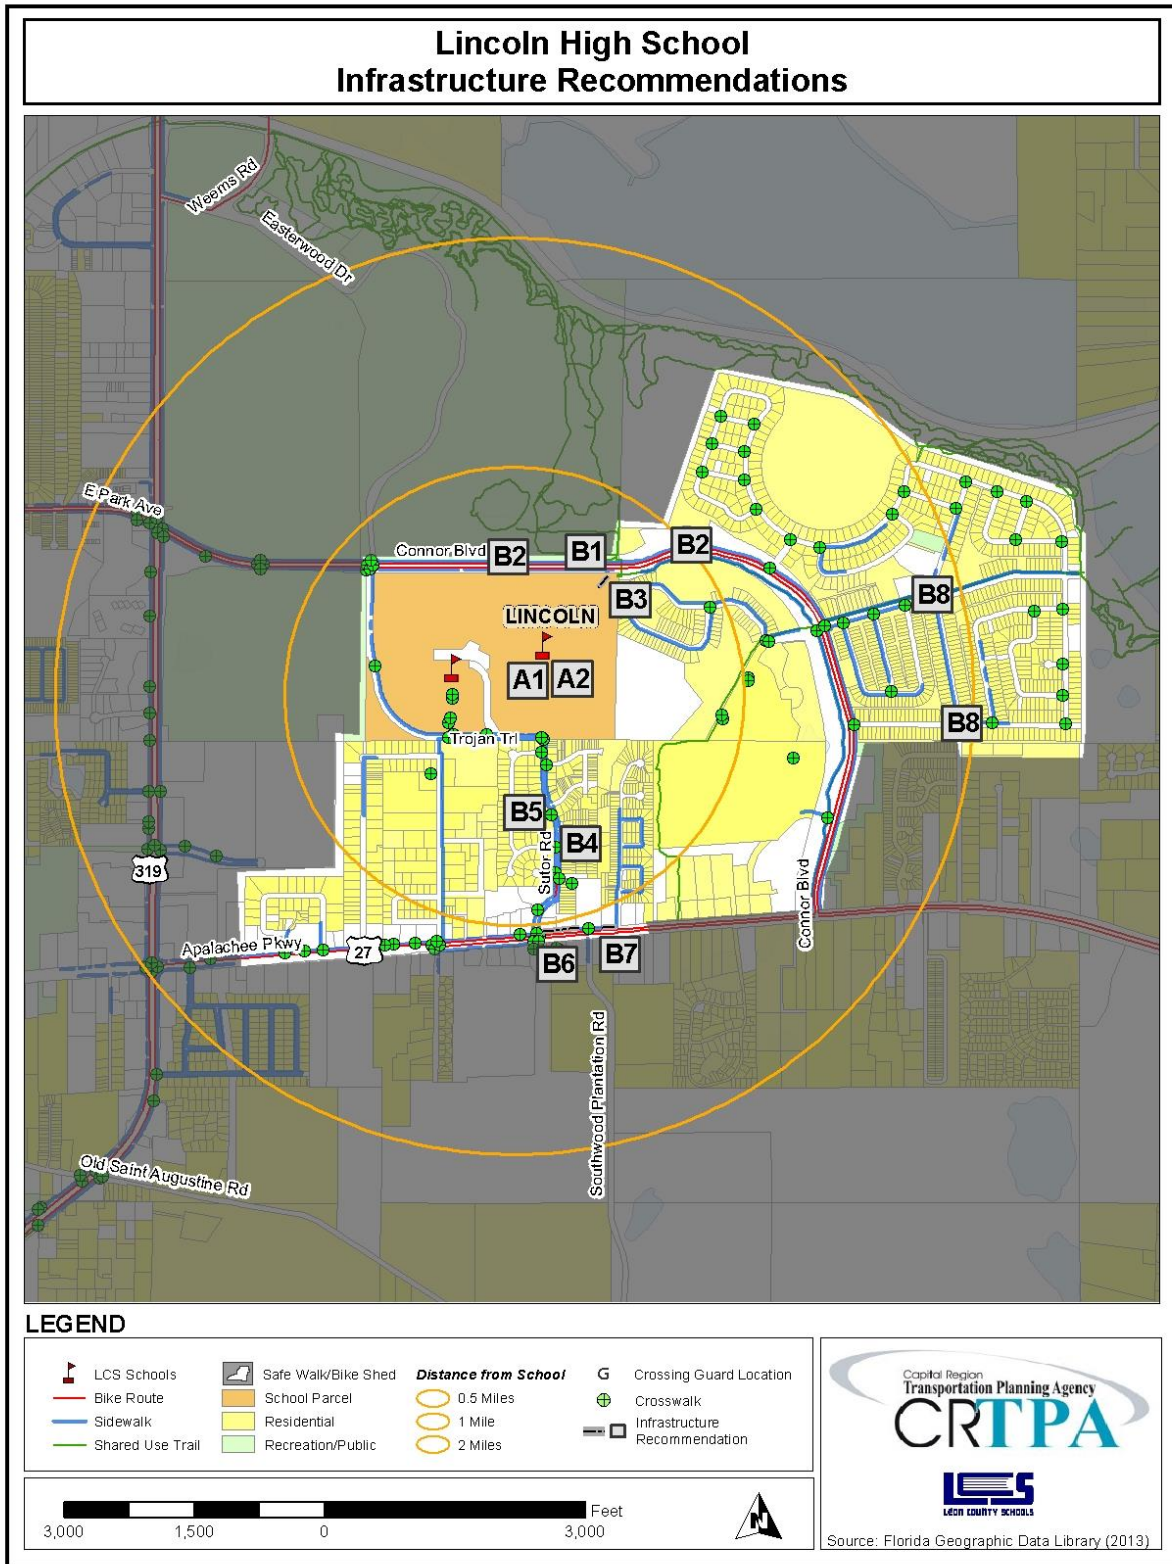 Lincoln High School
Infrastructure Recommendations
Weems Rd
Easterwood Dr
E Park Ave
Connor Blvd
B2
B1
B2
B3
B8
LINCOLN
A1
A2
B8
Trojan Trl
B5
B4
Sutor Rd
319
Connor Blvd
Apalachee Pkwy
27
B6
B7
Southwood Plantation Rd
Old Saint Augustine Rd
LEGEND
LCS Schools
Bike Route
Sidewalk
Shared Use Trail
Safe Walk/Bike Shed
School Parcel
Residential
Recreation/Public
Distance from School
0.5 Miles
1 Mile
2 Miles
G Crossing Guard Location
Crosswalk
Infrastructure
Recommendation
3,000 1,500 0 3,000
Feet
N
Capital Region
Transportation Planning Agency
CRTPA
LCS
LEON COUNTY SCHOOLS
Source: Florida Geographic Data Library (2013)